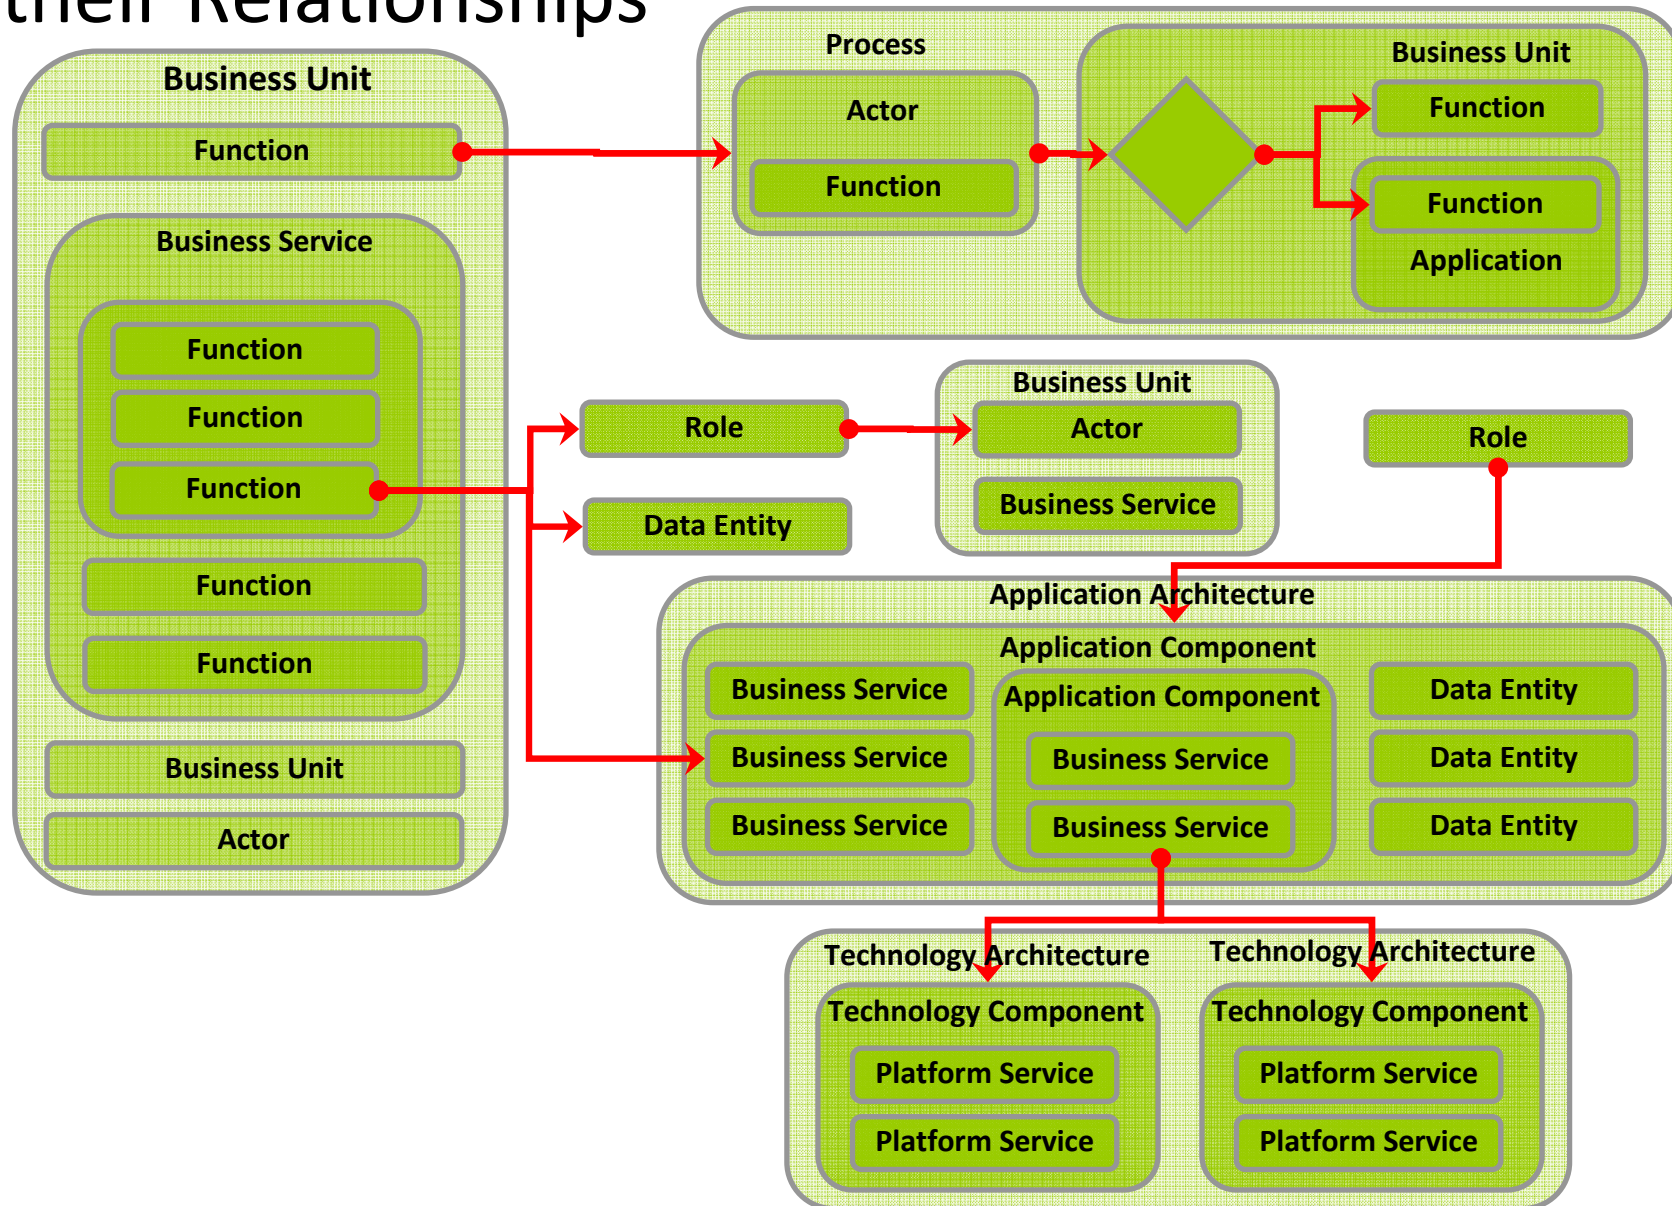 their Relationships
Business Unit
Function
Business Service
Function
Function
Function
Function
Function
Business Unit
Actor
Process
Actor
Function
Business Unit
Function
Function
Application
Role
Data Entity
Business Unit
Actor
Business Service
Role
Application Architecture
Application Component
Business Service
Business Service
Business Service
Application Component
Business Service
Business Service
Data Entity
Data Entity
Data Entity
Technology Architecture
Technology Component
Platform Service
Platform Service
Technology Architecture
Technology Component
Platform Service
Platform Service